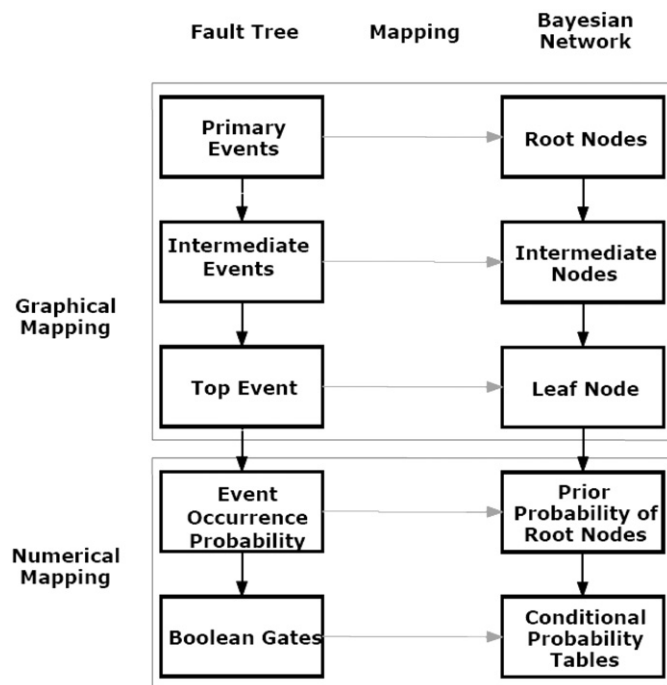 Fault Tree
Mapping
Bayesian
Network
Graphical
Mapping
Primary
Events
Root Nodes
Intermediate
Events
Intermediate
Nodes
Top Event
Leaf Node
Numerical
Mapping
Event
Occurrence
Probability
Prior
Probability of
Root Nodes
Boolean Gates
Conditional
Probability
Tables